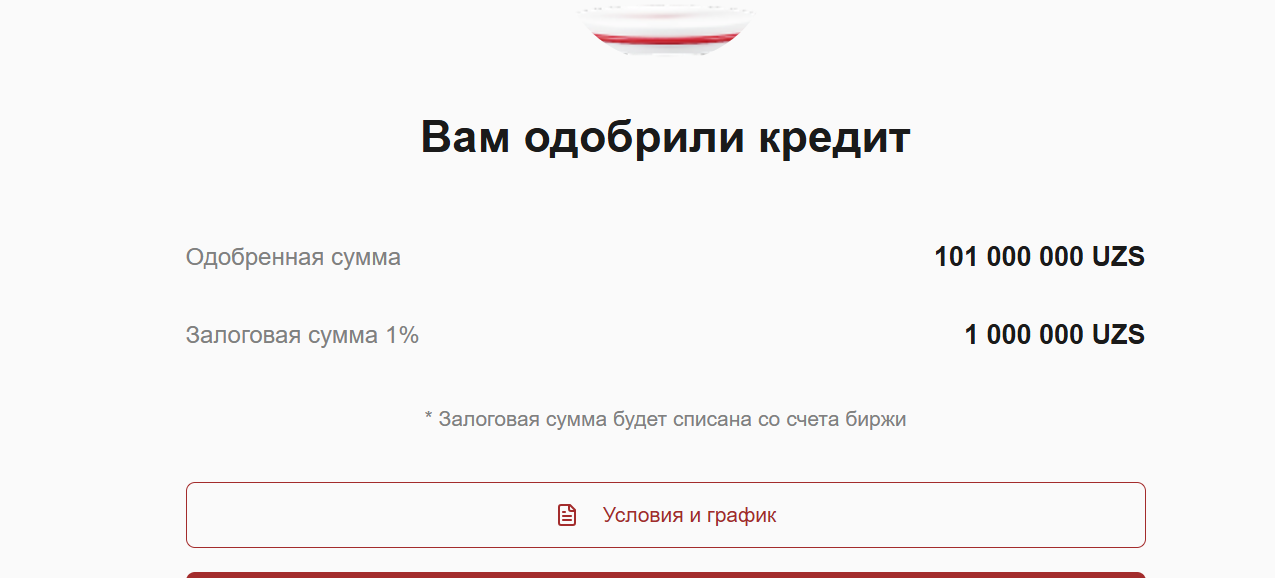 Вам одобрили кредит
Одобренная сумма 101 000 000 UZS
Залоговая сумма 1% 1 000 000 UZS
* Залоговая сумма будет списана со счета биржи
Условия и график